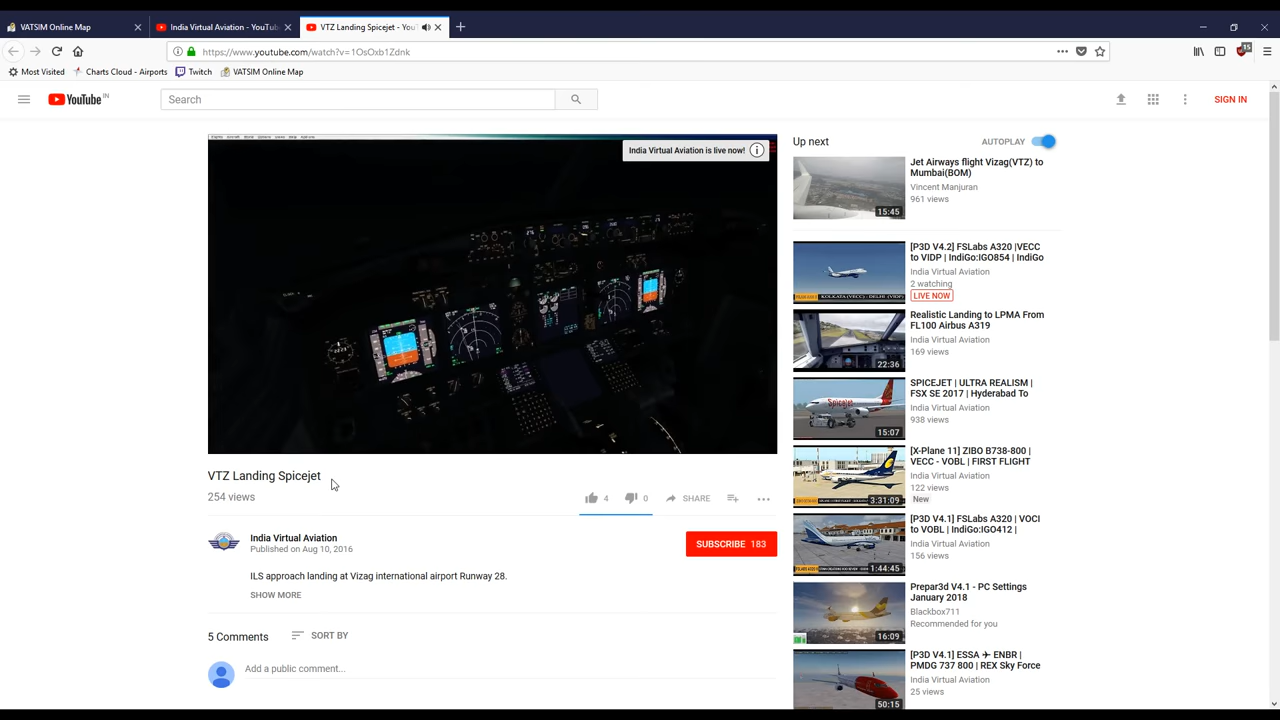 VATSIM Online Map
India Virtual Aviation - YouTub
VTZ Landing Spicejet - YouT
https://www.youtube.com/watch?v=1OsOxb1Zdnk
15
Most Visited
Charts Cloud - Airports
Twitch
VATSIM Online Map
YouTube IN
Search
SIGN IN
India Virtual Aviation is live now!
VTZ Landing Spicejet
254 views
4
0
SHARE
India Virtual Aviation
Published on Aug 10, 2016
SUBSCRIBE 183
ILS approach landing at Vizag international airport Runway 28.
SHOW MORE
5 Comments
SORT BY
Add a public comment...
Up next
AUTOPLAY
15:45
Jet Airways flight Vizag(VTZ) to
Mumbai(BOM)
Vincent Manjuran
961 views
KOLKATA (VECC) - DELHI (VIDP)
[P3D V4.2] FSLabs A320 |VECC
to VIDP | IndiGo:IGO854 | IndiGo
India Virtual Aviation
2 watching
LIVE NOW
22:36
Realistic Landing to LPMA From
FL100 Airbus A319
India Virtual Aviation
169 views
Spicejet
15:07
SPICEJET | ULTRA REALISM |
FSX SE 2017 | Hyderabad To
India Virtual Aviation
938 views
3:31:09
[X-Plane 11] ZIBO B738-800 |
VECC - VOBL | FIRST FLIGHT
India Virtual Aviation
122 views
New
1:44:45
[P3D V4.1] FSLabs A320 | VOCI
to VOBL | IndiGo:IGO412 |
India Virtual Aviation
156 views
16:09
Prepar3d V4.1 - PC Settings
January 2018
Blackbox711
Recommended for you
50:15
[P3D V4.1] ESSA ✈ ENBR |
PMDG 737 800 | REX Sky Force
India Virtual Aviation
25 views